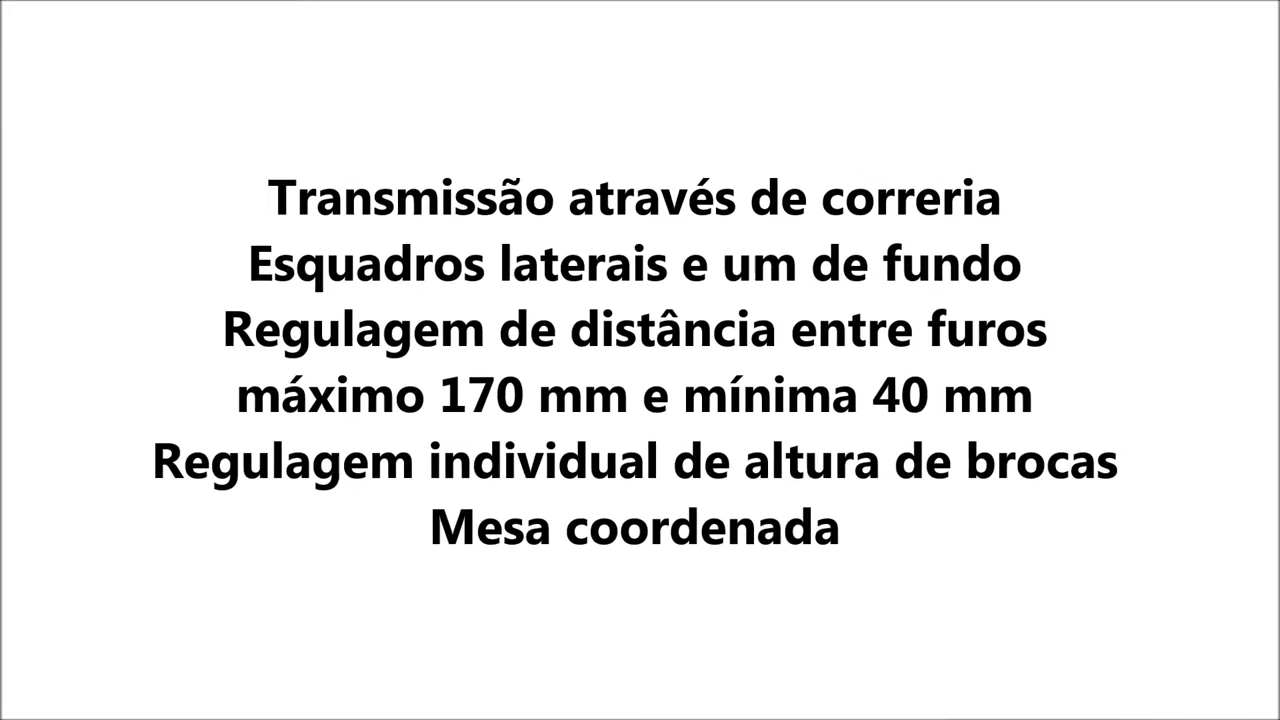 Transmissão através de correria
Esquadros laterais e um de fundo
Regulagem de distância entre furos
máximo 170 mm e mínima 40 mm
Regulagem individual de altura de brocas
Mesa coordenada